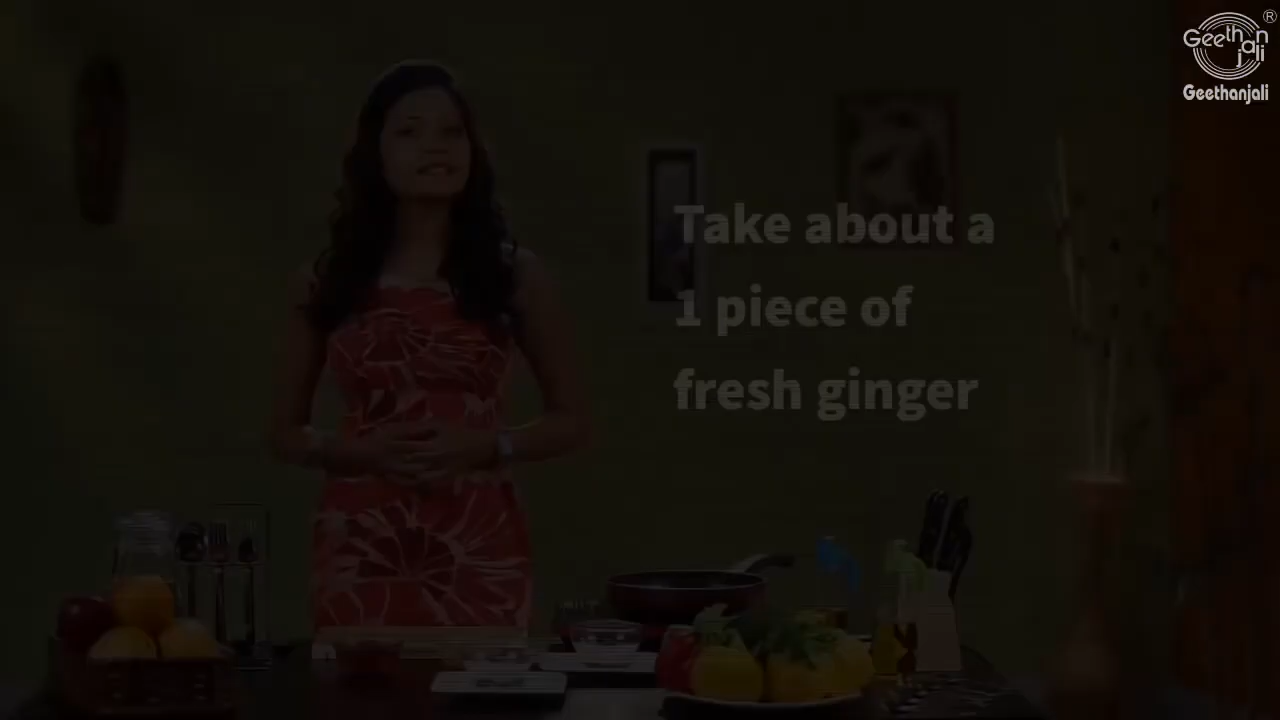 Geethanjali
®
Geethanjali
Take about a
1 piece of
fresh ginger